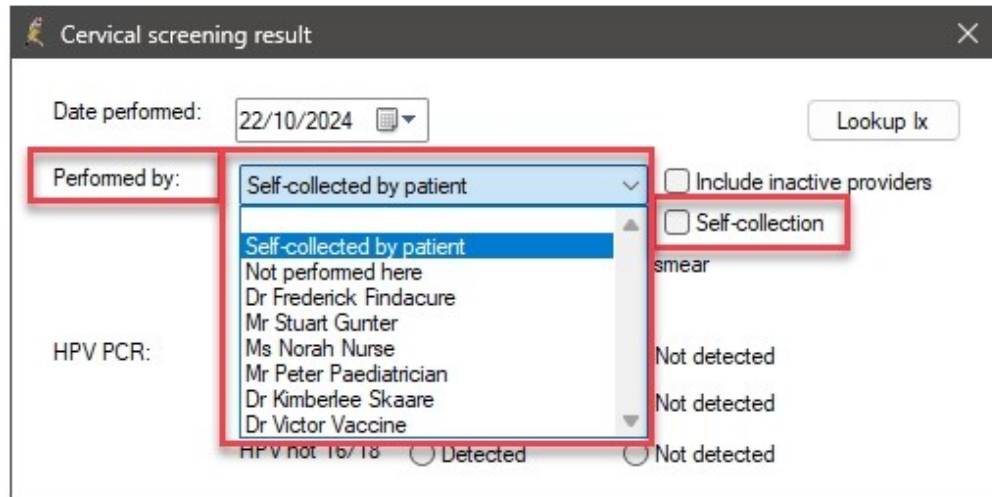 Cervical screening result
Date performed: 22/10/2024 Lookup Ix
Performed by: Self-collected by patient Include inactive providers
Self-collection
Self-collected by patient
Not performed here smear
Dr Frederick Findacure
Mr Stuart Gunter
Ms Norah Nurse
HPV PCR: Not detected
Mr Peter Paediatrician
Dr Kimberlee Skaare Not detected
Dr Victor Vaccine
HPV not 16/18 Detected Not detected